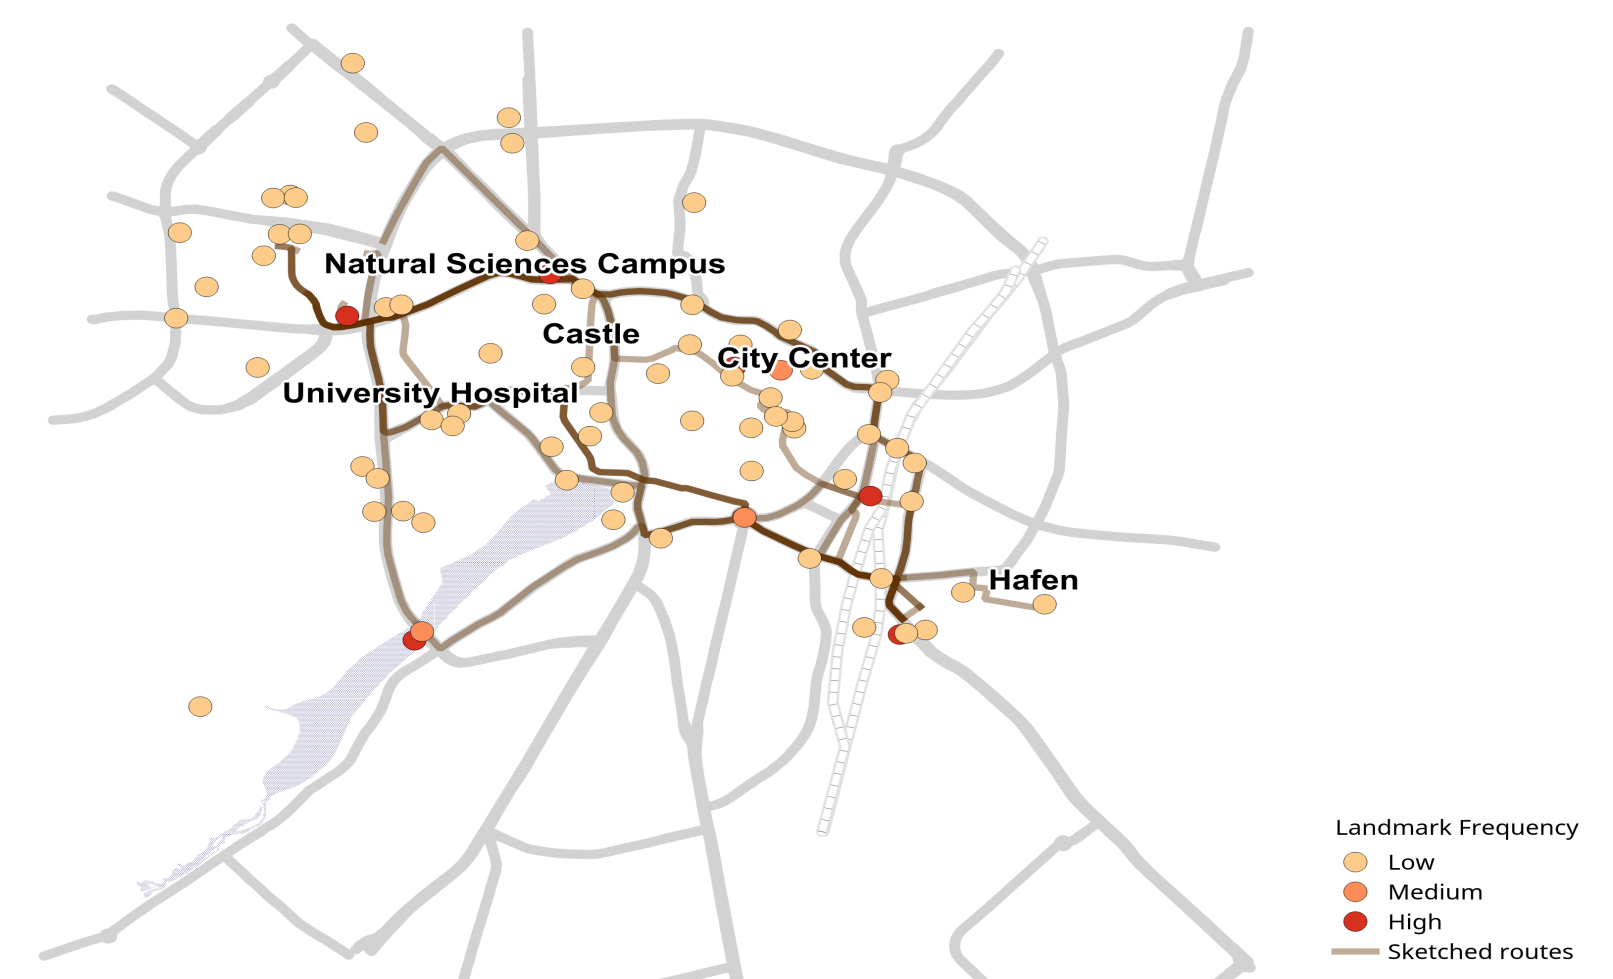 Natural Sciences Campus
Castle
City Center
University Hospital
Hafen
Landmark Frequency
Low
Medium
High
Sketched routes